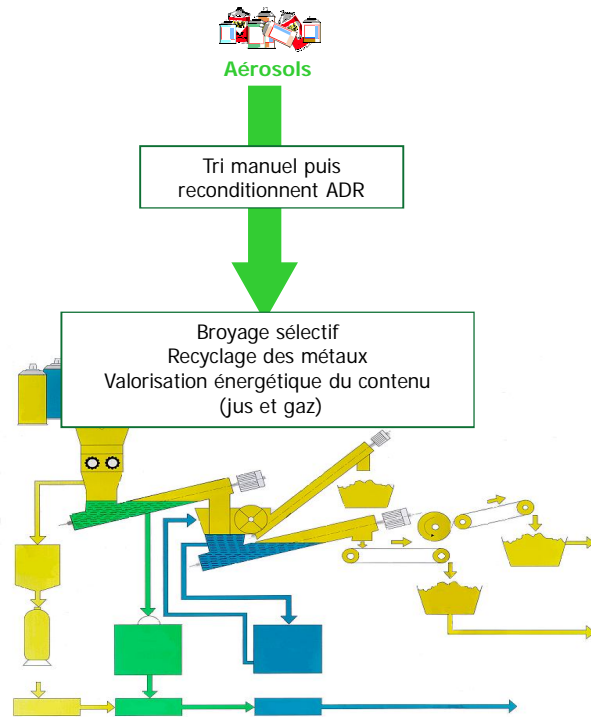 Aérosols
Tri manuel puis
reconditionnent ADR
Broyage sélectif
Recyclage des métaux
Valorisation énergétique du contenu
(jus et gaz)